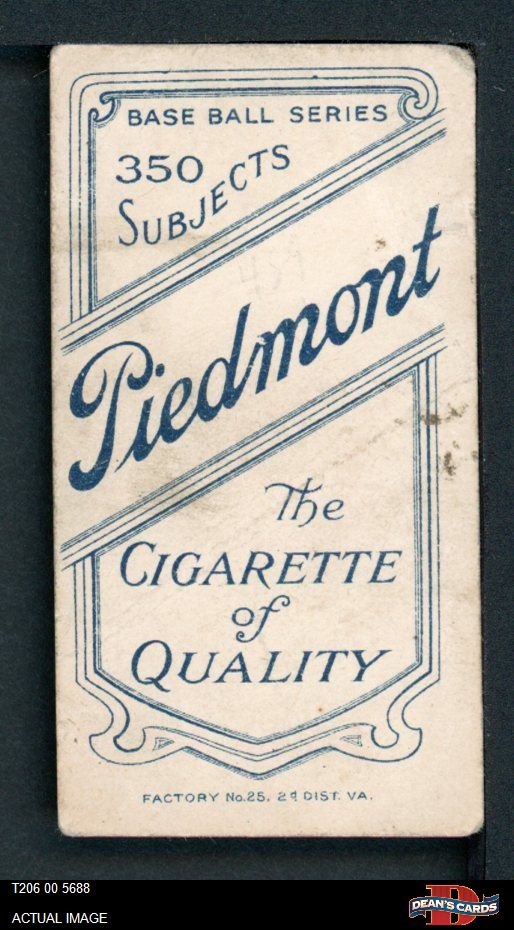 BASE BALL SERIES
350
SUBJECTS
Piedmont
The
CIGARETTE
of
QUALITY
FACTORY No.25, 2d DIST. VA.
T206 00 5688
ACTUAL IMAGE
D
DEAN'S CARDS